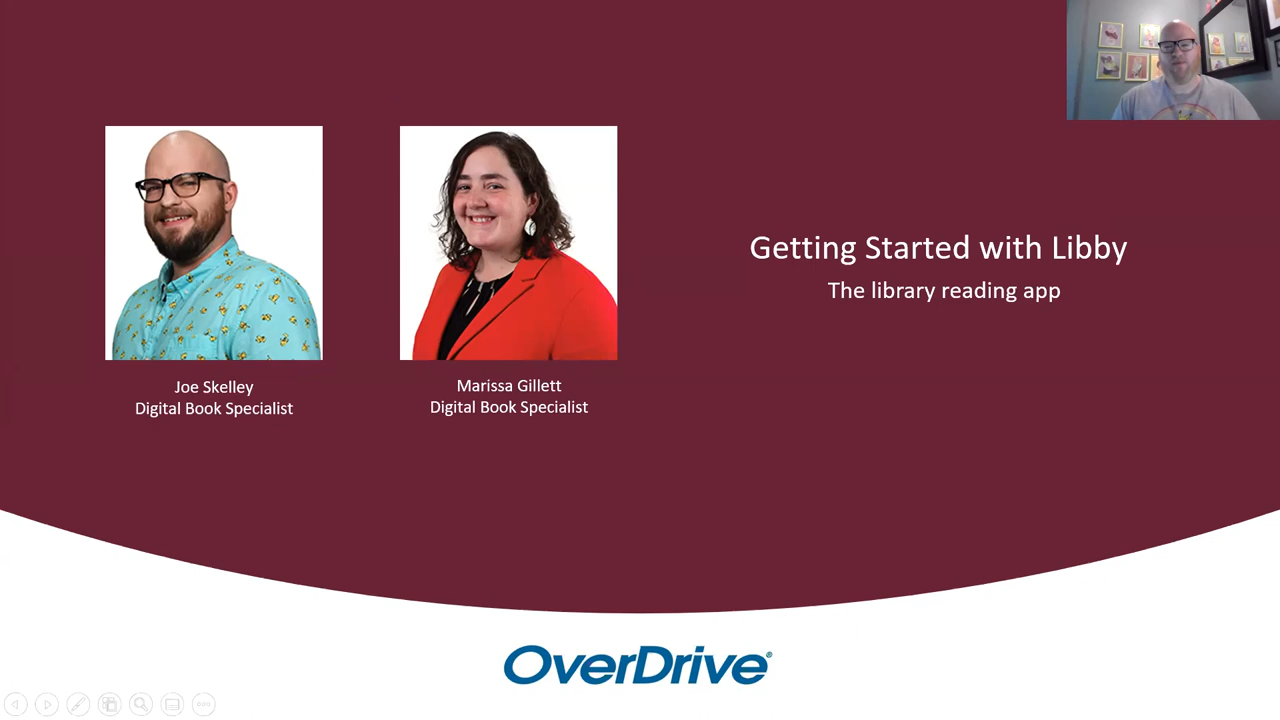 Getting Started with Libby
The library reading app
Joe Skelley
Digital Book Specialist
Marissa Gillett
Digital Book Specialist
OverDrive®